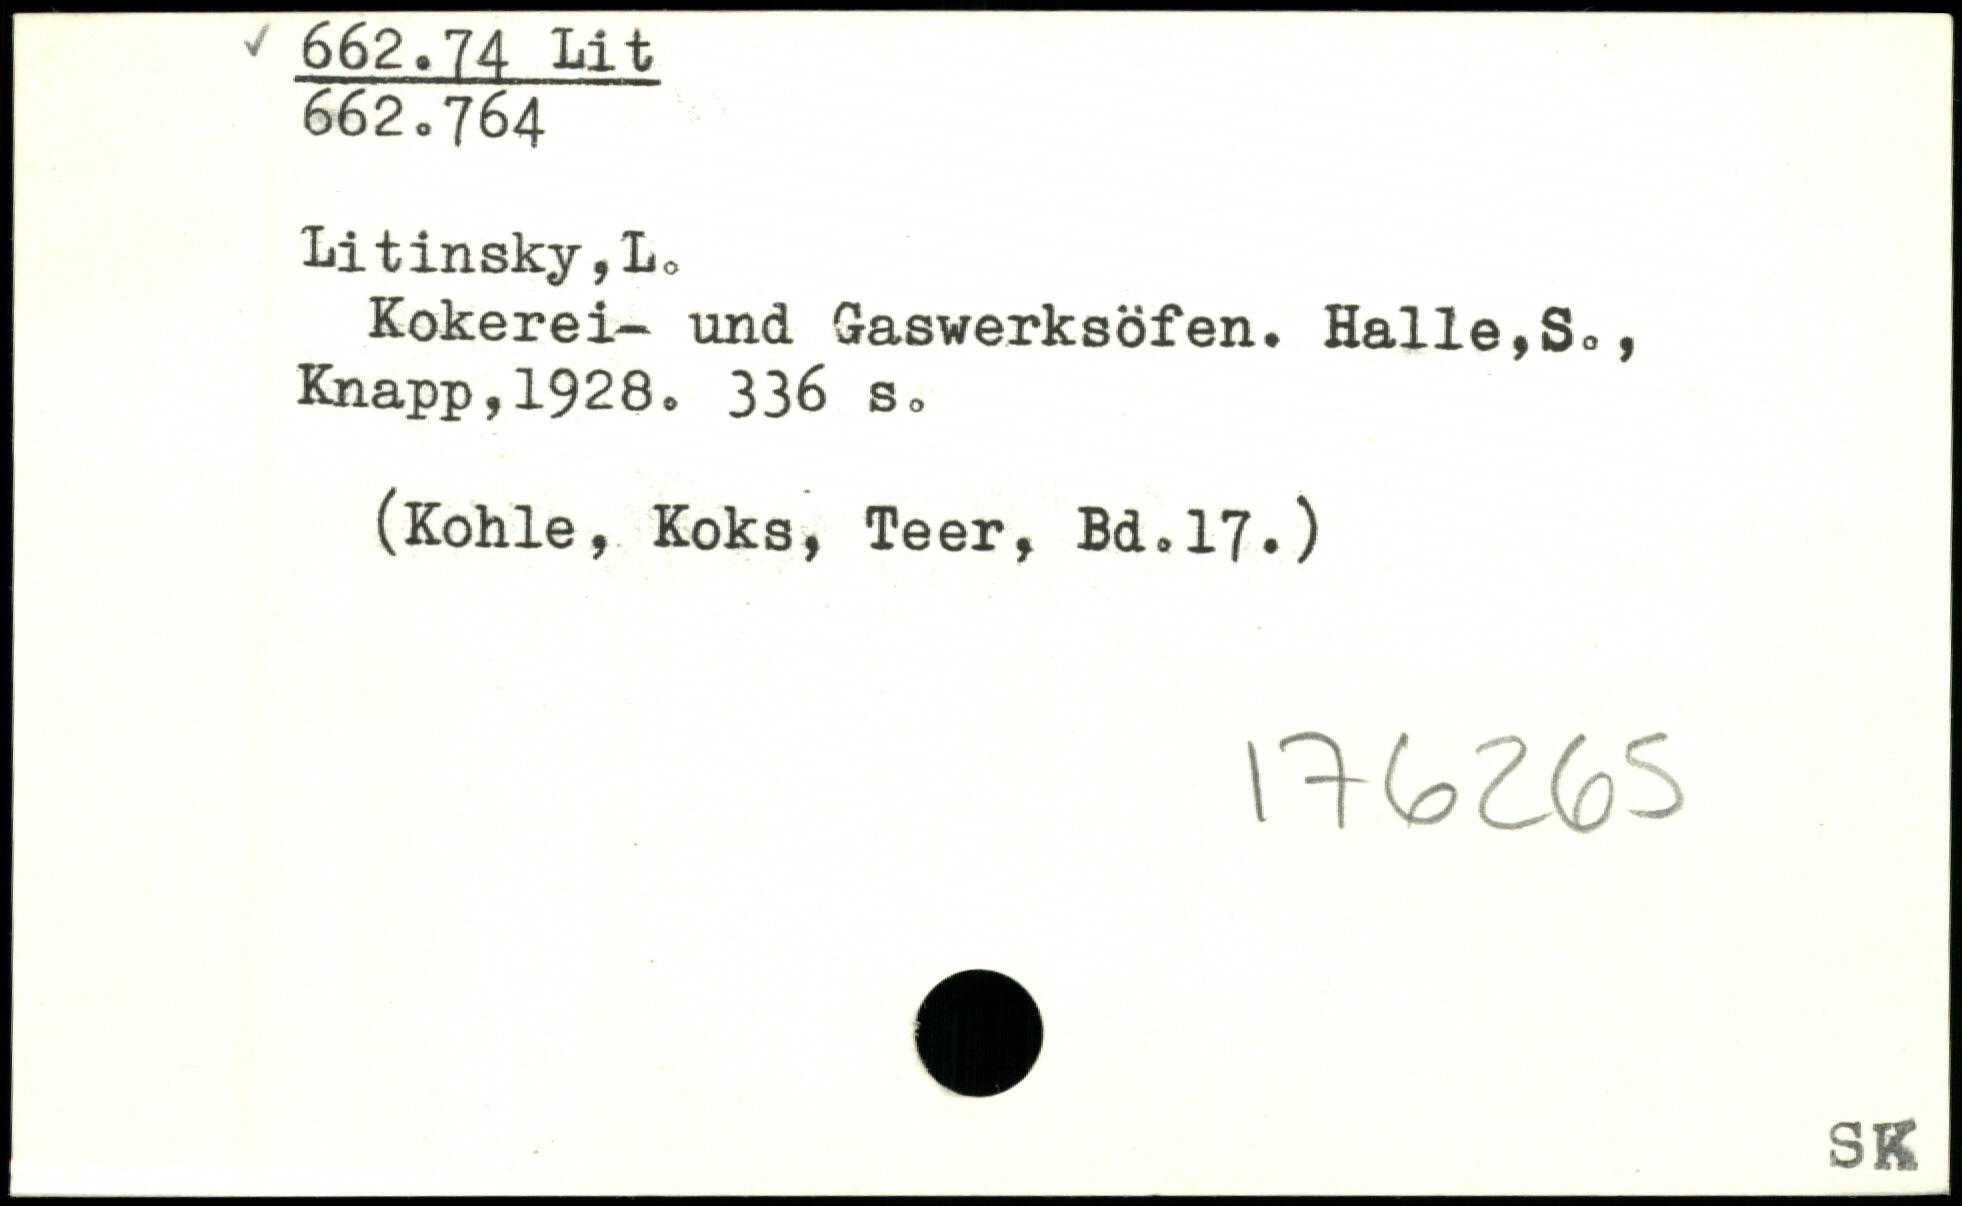 ✓ 662.74 Lit
662.764
Litinsky,L.
Kokerei- und Gaswerksöfen. Halle,S.,
Knapp,1928. 336 s.
(Kohle, Koks, Teer, Bd.17.)
176265
SK